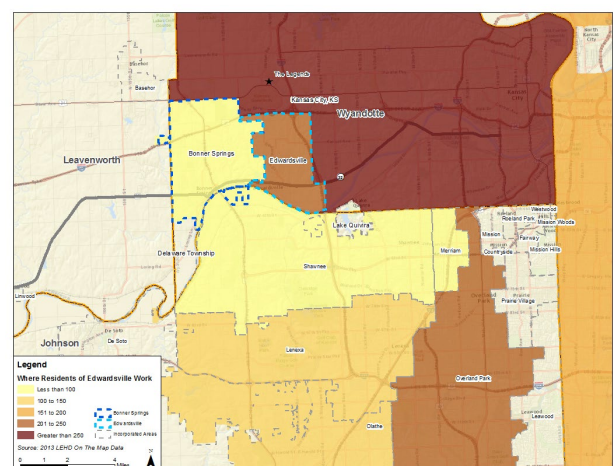 The Legends
Basehor
Kansas City, KS
Wyandotte
Leavenworth
Bonner Springs
Edwardsville
Lake Quivira
Westwood
Roeland Park
Mission Woods
Mission
Fairway
Merriam
Countryside
Mission Hills
Delaware Township
Shawnee
Linwood
Prairie Village
De Soto
Johnson
De Soto
Lenexa
Overland Park
Olathe
Leawood
Legend
Where Residents of Edwardsville Work
Less than 100
100 to 150
151 to 200
201 to 250
Greater than 250
Bonner Springs
Edwardsville
Incorporated Areas
Source: 2013 LEHD On The Map Data
0 1 2 4
Miles